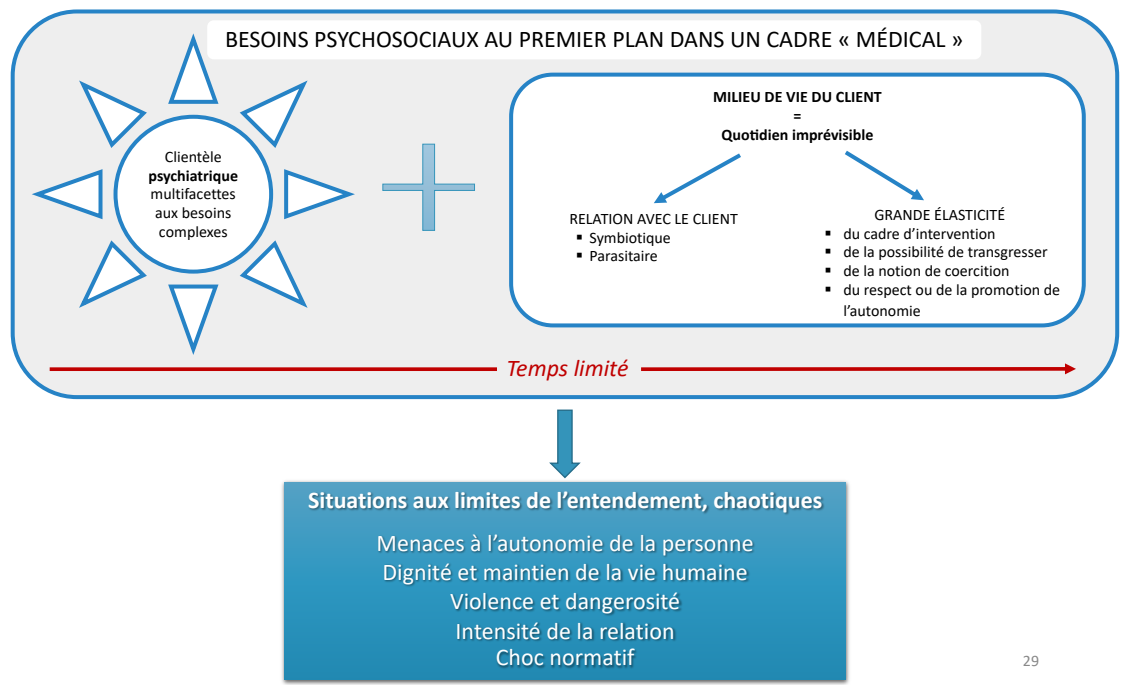 BESOINS PSYCHOSOCIAUX AU PREMIER PLAN DANS UN CADRE « MÉDICAL »
Clientèle
psychiatrique
multifacettes
aux besoins
complexes
MILIEU DE VIE DU CLIENT
=
Quotidien imprévisible
RELATION AVEC LE CLIENT
▪ Symbiotique
▪ Parasitaire
GRANDE ÉLASTICITÉ
▪ du cadre d’intervention
▪ de la possibilité de transgresser
▪ de la notion de coercition
▪ du respect ou de la promotion de
l’autonomie
Temps limité
Situations aux limites de l’entendement, chaotiques
Menaces à l’autonomie de la personne
Dignité et maintien de la vie humaine
Violence et dangerosité
Intensité de la relation
Choc normatif
29